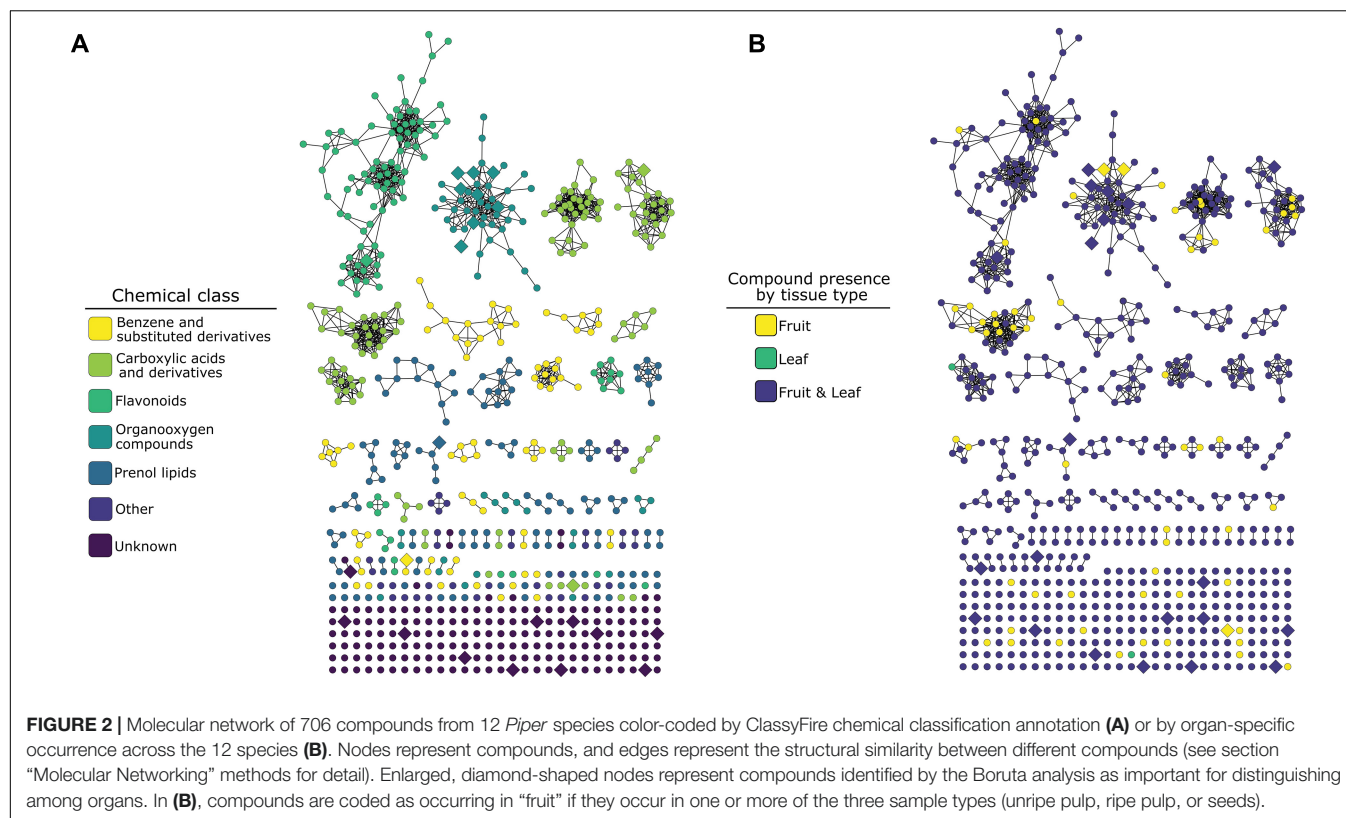 A
B
Chemical class
Benzene and
substituted derivatives
Carboxylic acids
and derivatives
Flavonoids
Organooxygen
compounds
Prenol lipids
Other
Unknown
Compound presence
by tissue type
Fruit
Leaf
Fruit & Leaf
FIGURE 2 | Molecular network of 706 compounds from 12 Piper species color-coded by ClassyFire chemical classification annotation (A) or by organ-specific
occurrence across the 12 species (B). Nodes represent compounds, and edges represent the structural similarity between different compounds (see section
“Molecular Networking” methods for detail). Enlarged, diamond-shaped nodes represent compounds identified by the Boruta analysis as important for distinguishing
among organs. In (B), compounds are coded as occurring in “fruit” if they occur in one or more of the three sample types (unripe pulp, ripe pulp, or seeds).